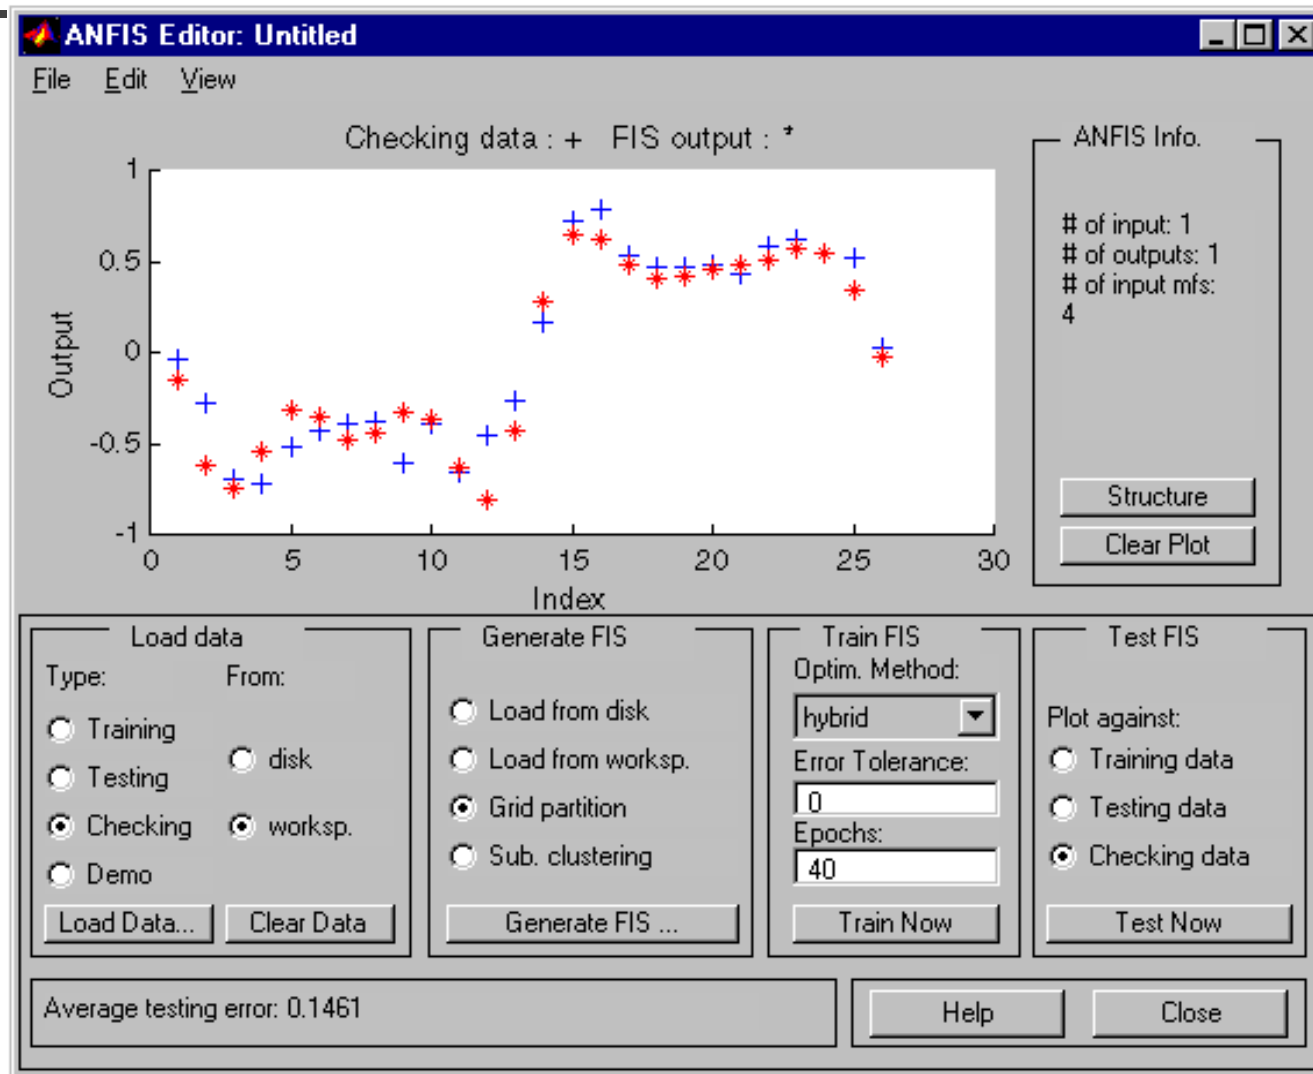 ANFIS Editor: Untitled
File Edit View
Checking data : + FIS output : *
1
0.5
0
-0.5
-1
Output
0 5 10 15 20 25 30
Index
ANFIS Info.
# of input: 1
# of outputs: 1
# of input mfs:
4
Structure
Clear Plot
Load data
Type: From:
Training
Testing
Checking
Demo
disk
worksp.
Load Data...
Clear Data
Generate FIS
Load from disk
Load from worksp.
Grid partition
Sub. clustering
Generate FIS ...
Train FIS
Optim. Method:
hybrid
Error Tolerance:
0
Epochs:
40
Train Now
Test FIS
Plot against:
Training data
Testing data
Checking data
Test Now
Average testing error: 0.1461
Help
Close